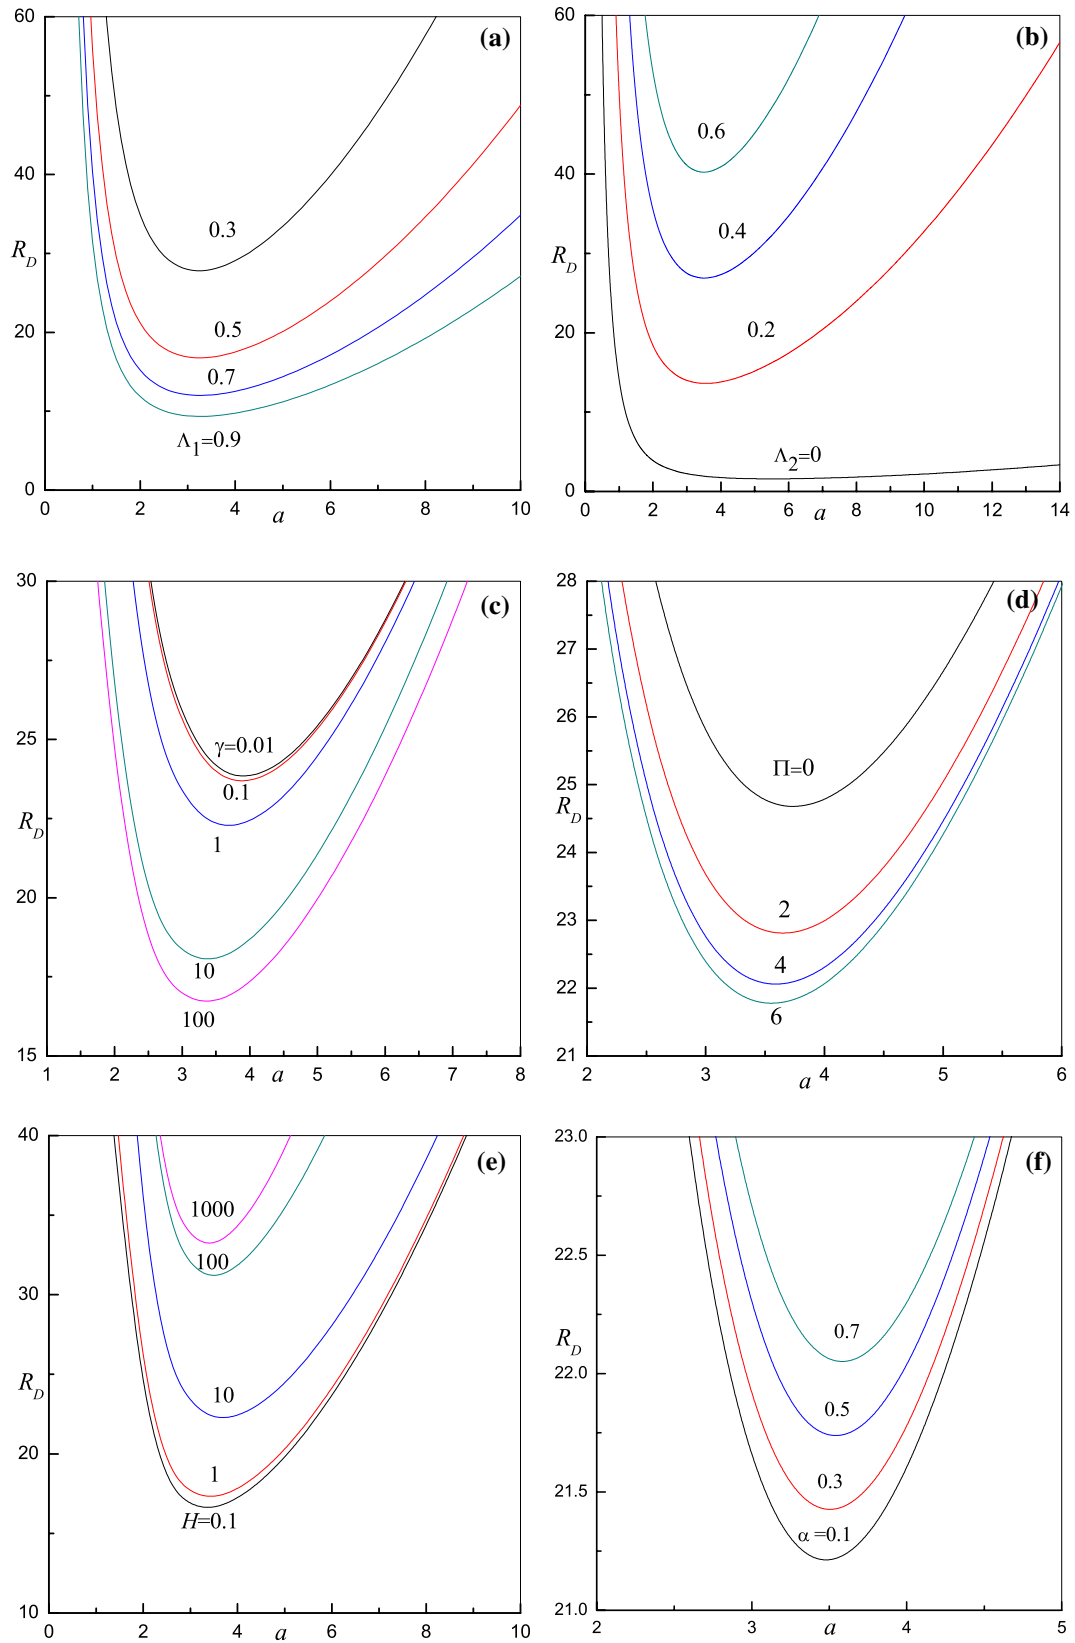 (a)
60
40
20
0
R_D
0.3
0.5
0.7
Λ₁=0.9
0 2 4 6 8 10
a
(b)
60
40
20
0
R_D
0.6
0.4
0.2
Λ₂=0
0 2 4 6 8 10 12 14
a
(c)
30
25
20
15
R_D
γ=0.01
0.1
1
10
100
1 2 3 4 5 6 7 8
a
(d)
28
27
26
25
24
23
22
21
R_D
Π=0
2
4
6
2 3 4 5 6
a
(e)
40
30
20
10
R_D
1000
100
10
1
H=0.1
0 2 4 6 8 10
a
(f)
23.0
22.5
22.0
21.5
21.0
R_D
0.7
0.5
0.3
α=0.1
2 3 4 5
a